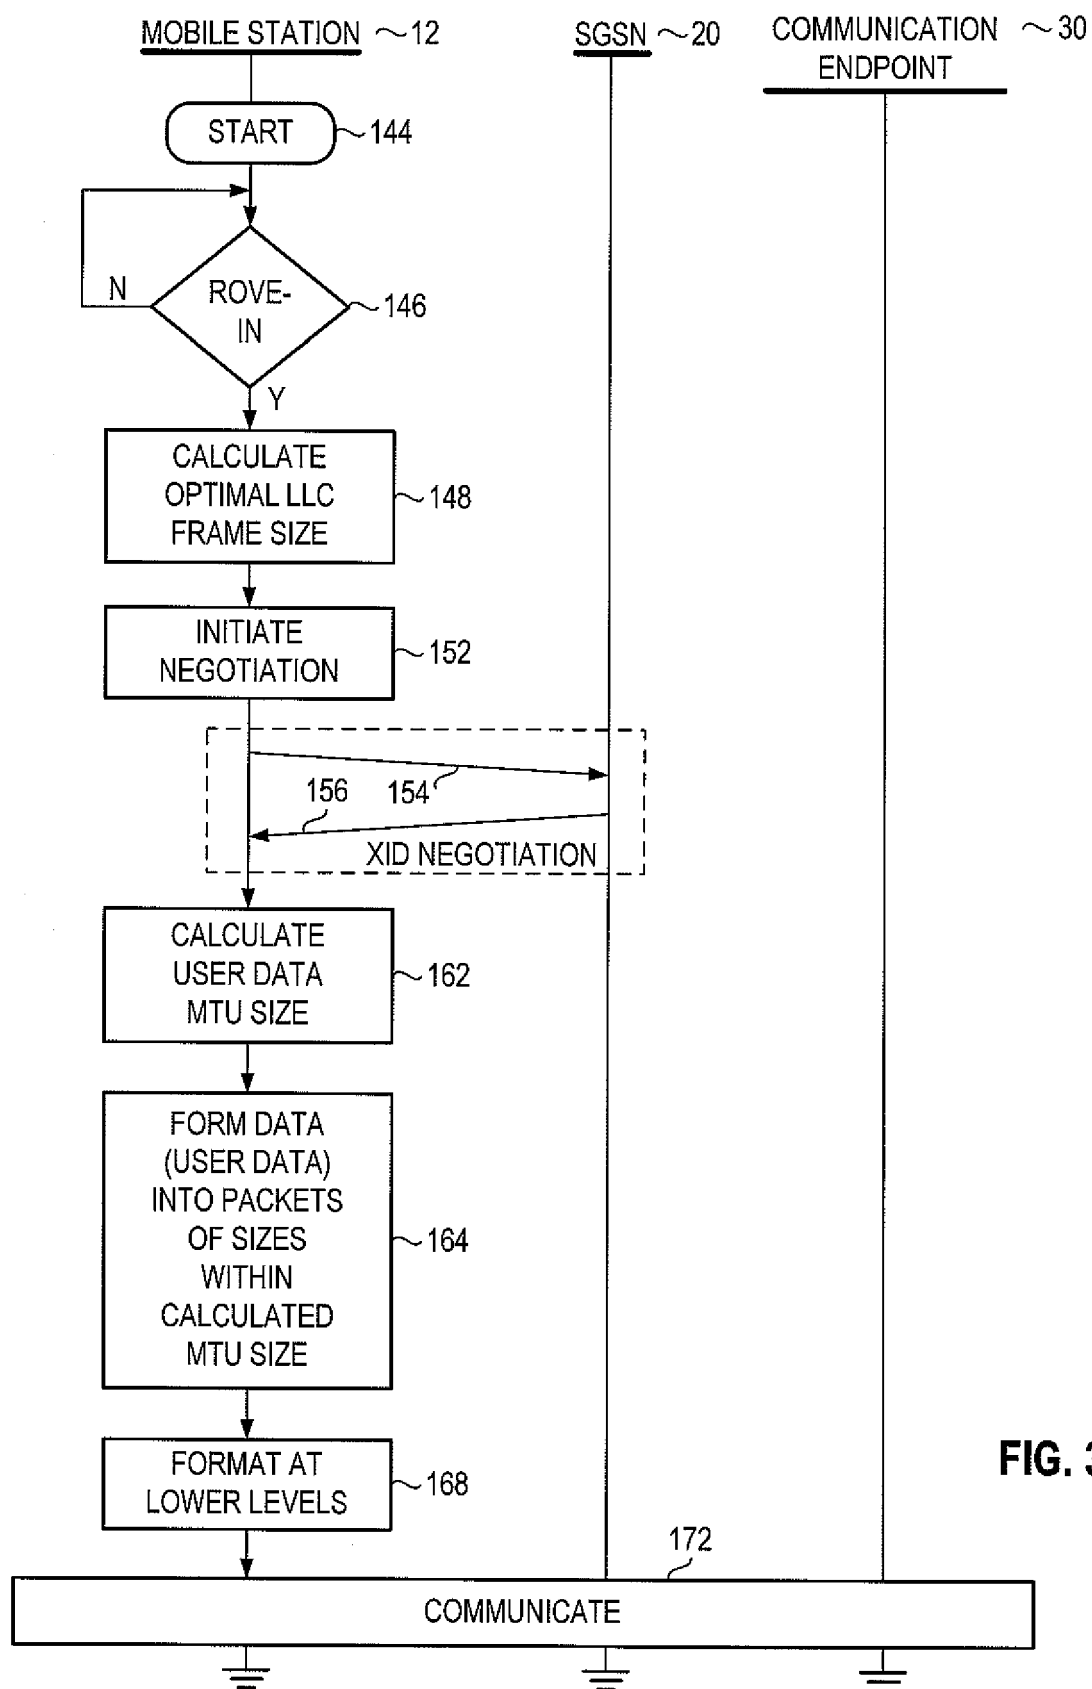 MOBILE STATION ~12
SGSN ~20
COMMUNICATION ~30
ENDPOINT
START ~144
N
ROVE-
IN
~146
Y
CALCULATE
OPTIMAL LLC
FRAME SIZE
~148
INITIATE
NEGOTIATION
~152
154
156
XID NEGOTIATION
CALCULATE
USER DATA
MTU SIZE
~162
FORM DATA
(USER DATA)
INTO PACKETS
OF SIZES
WITHIN
CALCULATED
MTU SIZE
~164
FORMAT AT
LOWER LEVELS
~168
FIG. 3
172
COMMUNICATE